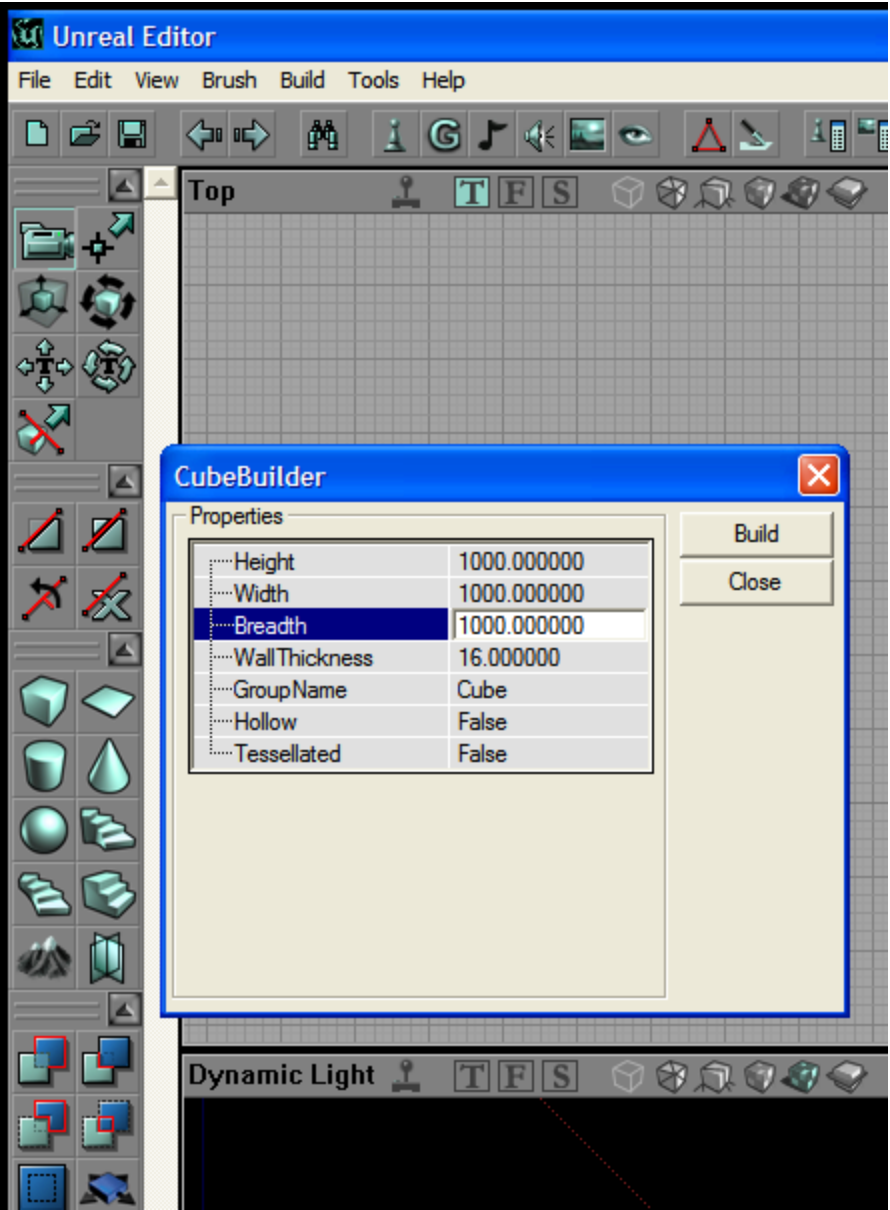 Unreal Editor
File Edit View Brush Build Tools Help
G
Top T F S
T
T
CubeBuilder
Properties
Build
Close
Height 1000.000000
Width 1000.000000
Breadth 1000.000000
WallThickness 16.000000
GroupName Cube
Hollow False
Tessellated False
Dynamic Light T F S